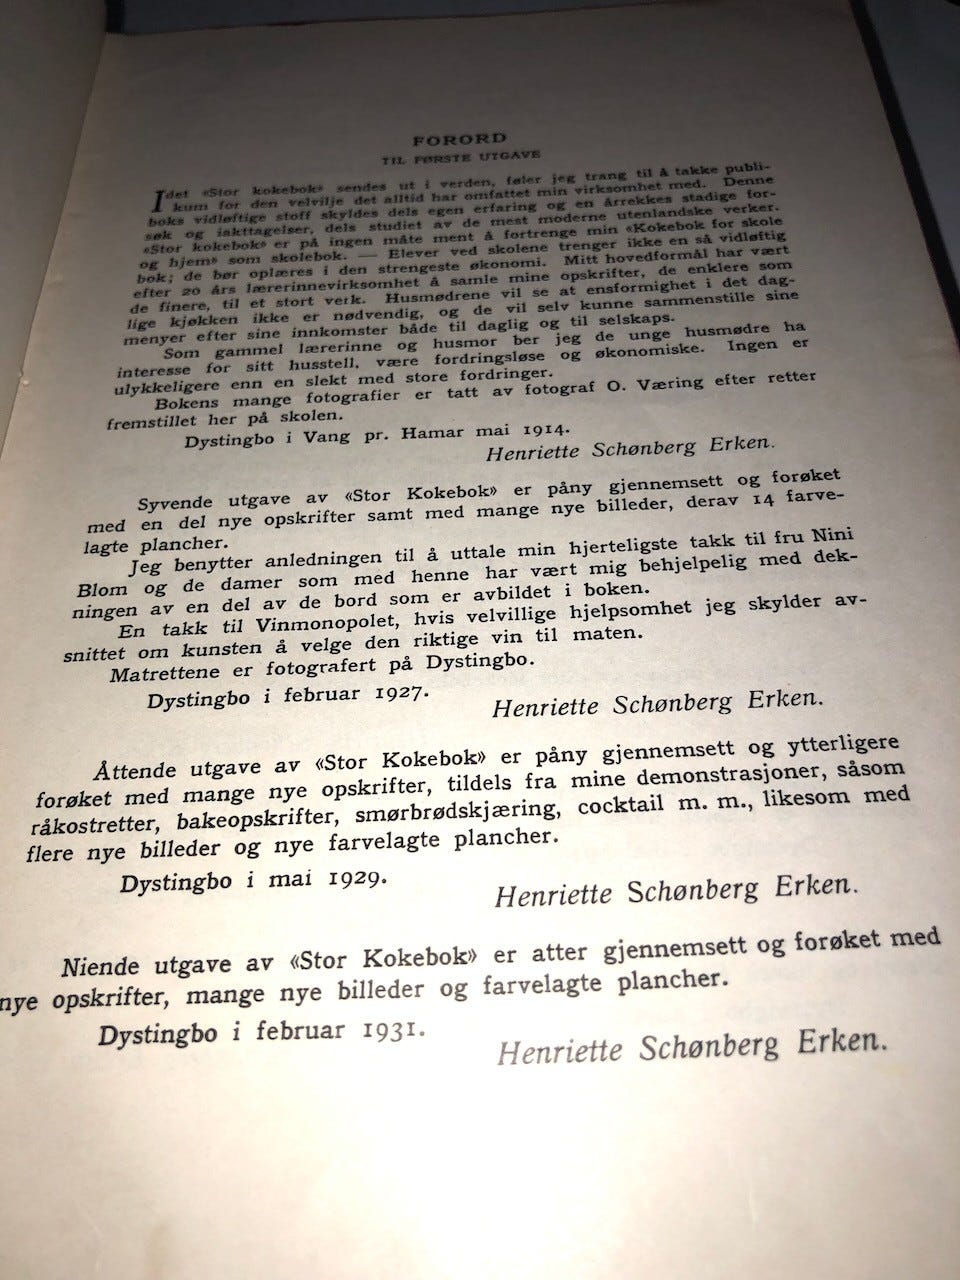 FORORD
TIL FØRSTE UTGAVE
Idet «Stor kokebok» sendes ut i verden, føler jeg trang til å takke publi-
kum for den velvilje det alltid har omfattet min virksomhet med. Denne
boks vidløftige stoff skyldes dels egen erfaring og en årrekkes stadige for-
søk og iakttagelser, dels studiet av de mest moderne utenlandske verker.
«Stor kokebok» er på ingen måte ment å fortrenge min «Kokebok for skole
og hjem» som skolebok. — Elever ved skolene trenger ikke en så vidløftig
bok; de bør oplæres i den strengeste økonomi. Mitt hovedformål har vært
efter 20 års lærerinnevirksomhet å samle mine opskrifter, de enklere som
de finere, til et stort verk. Husmødrene vil se at ensformighet i det dag-
lige kjøkken ikke er nødvendig, og de vil selv kunne sammenstille sine
menyer efter sine innkomster både til daglig og til selskaps.
Som gammel lærerinne og husmor ber jeg de unge husmødre ha
interesse for sitt husstell, være fordringsløse og økonomiske. Ingen er
ulykkeligere enn en slekt med store fordringer.
Bokens mange fotografier er tatt av fotograf O. Væring efter retter
fremstillet her på skolen.
Dystingbo i Vang pr. Hamar mai 1914.
Henriette Schønberg Erken.
Syvende utgave av «Stor Kokebok» er påny gjennemsett og forøket
med en del nye opskrifter samt med mange nye billeder, derav 14 farve-
lagte plancher.
Jeg benytter anledningen til å uttale min hjerteligste takk til fru Nini
Blom og de damer som med henne har vært mig behjelpelig med dek-
ningen av en del av de bord som er avbildet i boken.
En takk til Vinmonopolet, hvis velvillige hjelpsomhet jeg skylder av-
snittet om kunsten å velge den riktige vin til maten.
Matrettene er fotografert på Dystingbo.
Dystingbo i februar 1927.
Henriette Schønberg Erken.
Åttende utgave av «Stor Kokebok» er påny gjennemsett og ytterligere
forøket med mange nye opskrifter, tildels fra mine demonstrasjoner, såsom
råkostretter, bakeopskrifter, smørbrødskjæring, cocktail m. m., likesom med
flere nye billeder og nye farvelagte plancher.
Dystingbo i mai 1929.
Henriette Schønberg Erken.
Niende utgave av «Stor Kokebok» er atter gjennemsett og forøket med
nye opskrifter, mange nye billeder og farvelagte plancher.
Dystingbo i februar 1931.
Henriette Schønberg Erken.